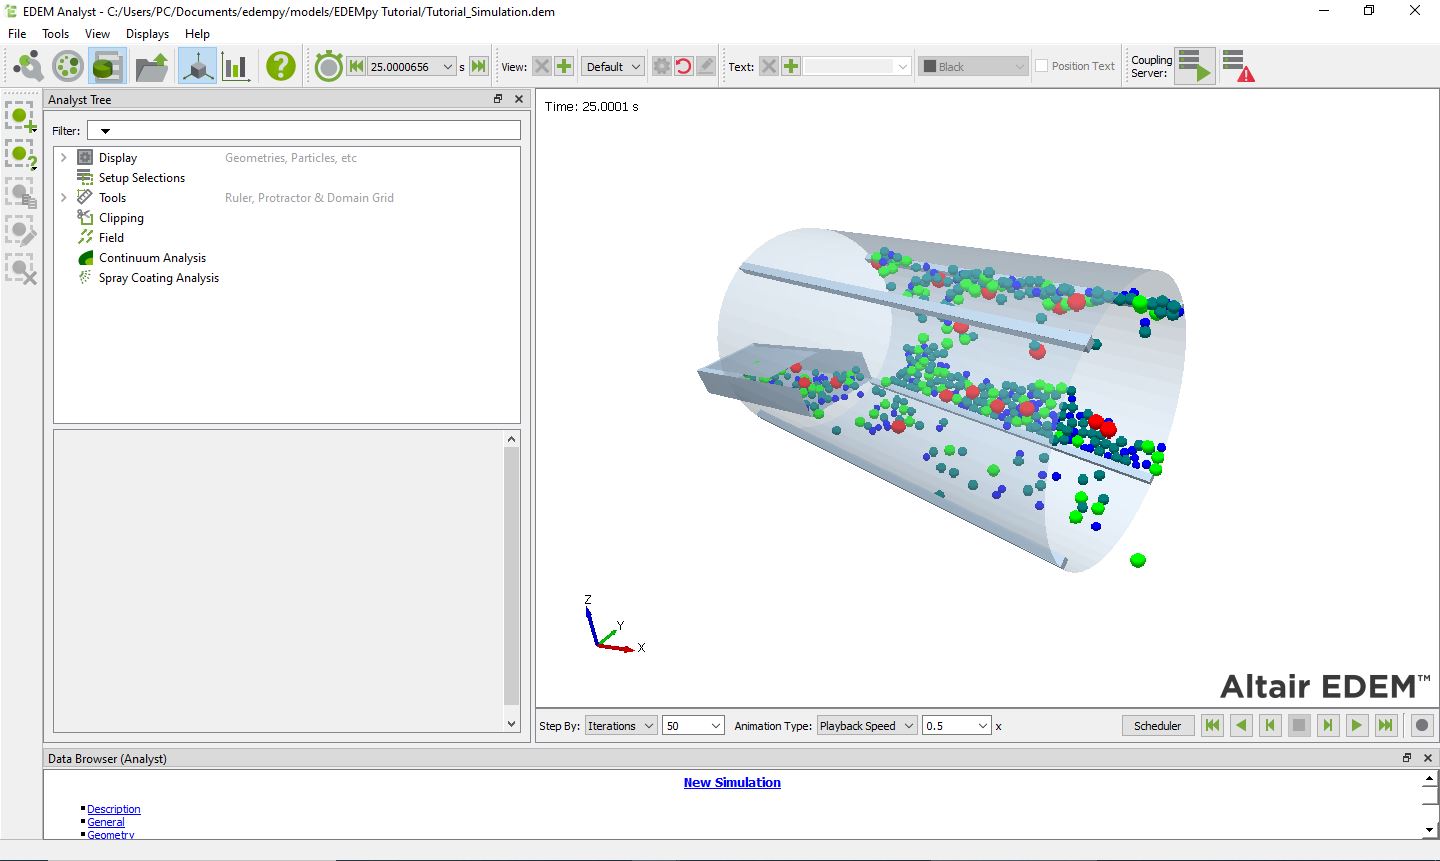 EDEM Analyst - C:/Users/PC/Documents/edempy/models/EDEMpy Tutorial/Tutorial_Simulation.dem
File Tools View Displays Help
25.0000656 s View: Default Text: Black Position Text Coupling Server:
Analyst Tree
Filter:
Display Geometries, Particles, etc
Setup Selections
Tools Ruler, Protractor & Domain Grid
Clipping
Field
Continuum Analysis
Spray Coating Analysis
Time: 25.0001 s
Z
Y
X
Altair EDEM™
Step By: Iterations 50 Animation Type: Playback Speed 0.5 x Scheduler
Data Browser (Analyst)
New Simulation
Description
General
Geometry